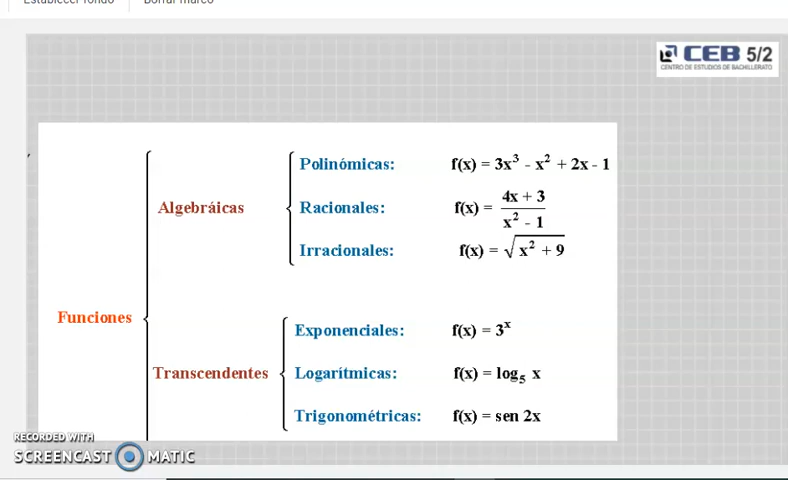 Establecer fondo Borrar marco
CEB 5/2
CENTRO DE ESTUDIOS DE BACHILLERATO
Polinómicas: f(x) = 3x³ - x² + 2x - 1
Algebráicas Racionales: f(x) = (4x + 3)/(x² - 1)
Irracionales: f(x) = √(x² + 9)
Funciones
Exponenciales: f(x) = 3ˣ
Transcendentes Logarítmicas: f(x) = log₅ x
Trigonométricas: f(x) = sen 2x
RECORDED WITH
SCREENCAST MATIC